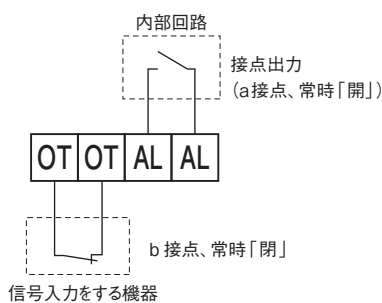 内部回路
接点出力
(a接点、常時「開」)
OT OT AL AL
b接点、常時「閉」
信号入力をする機器